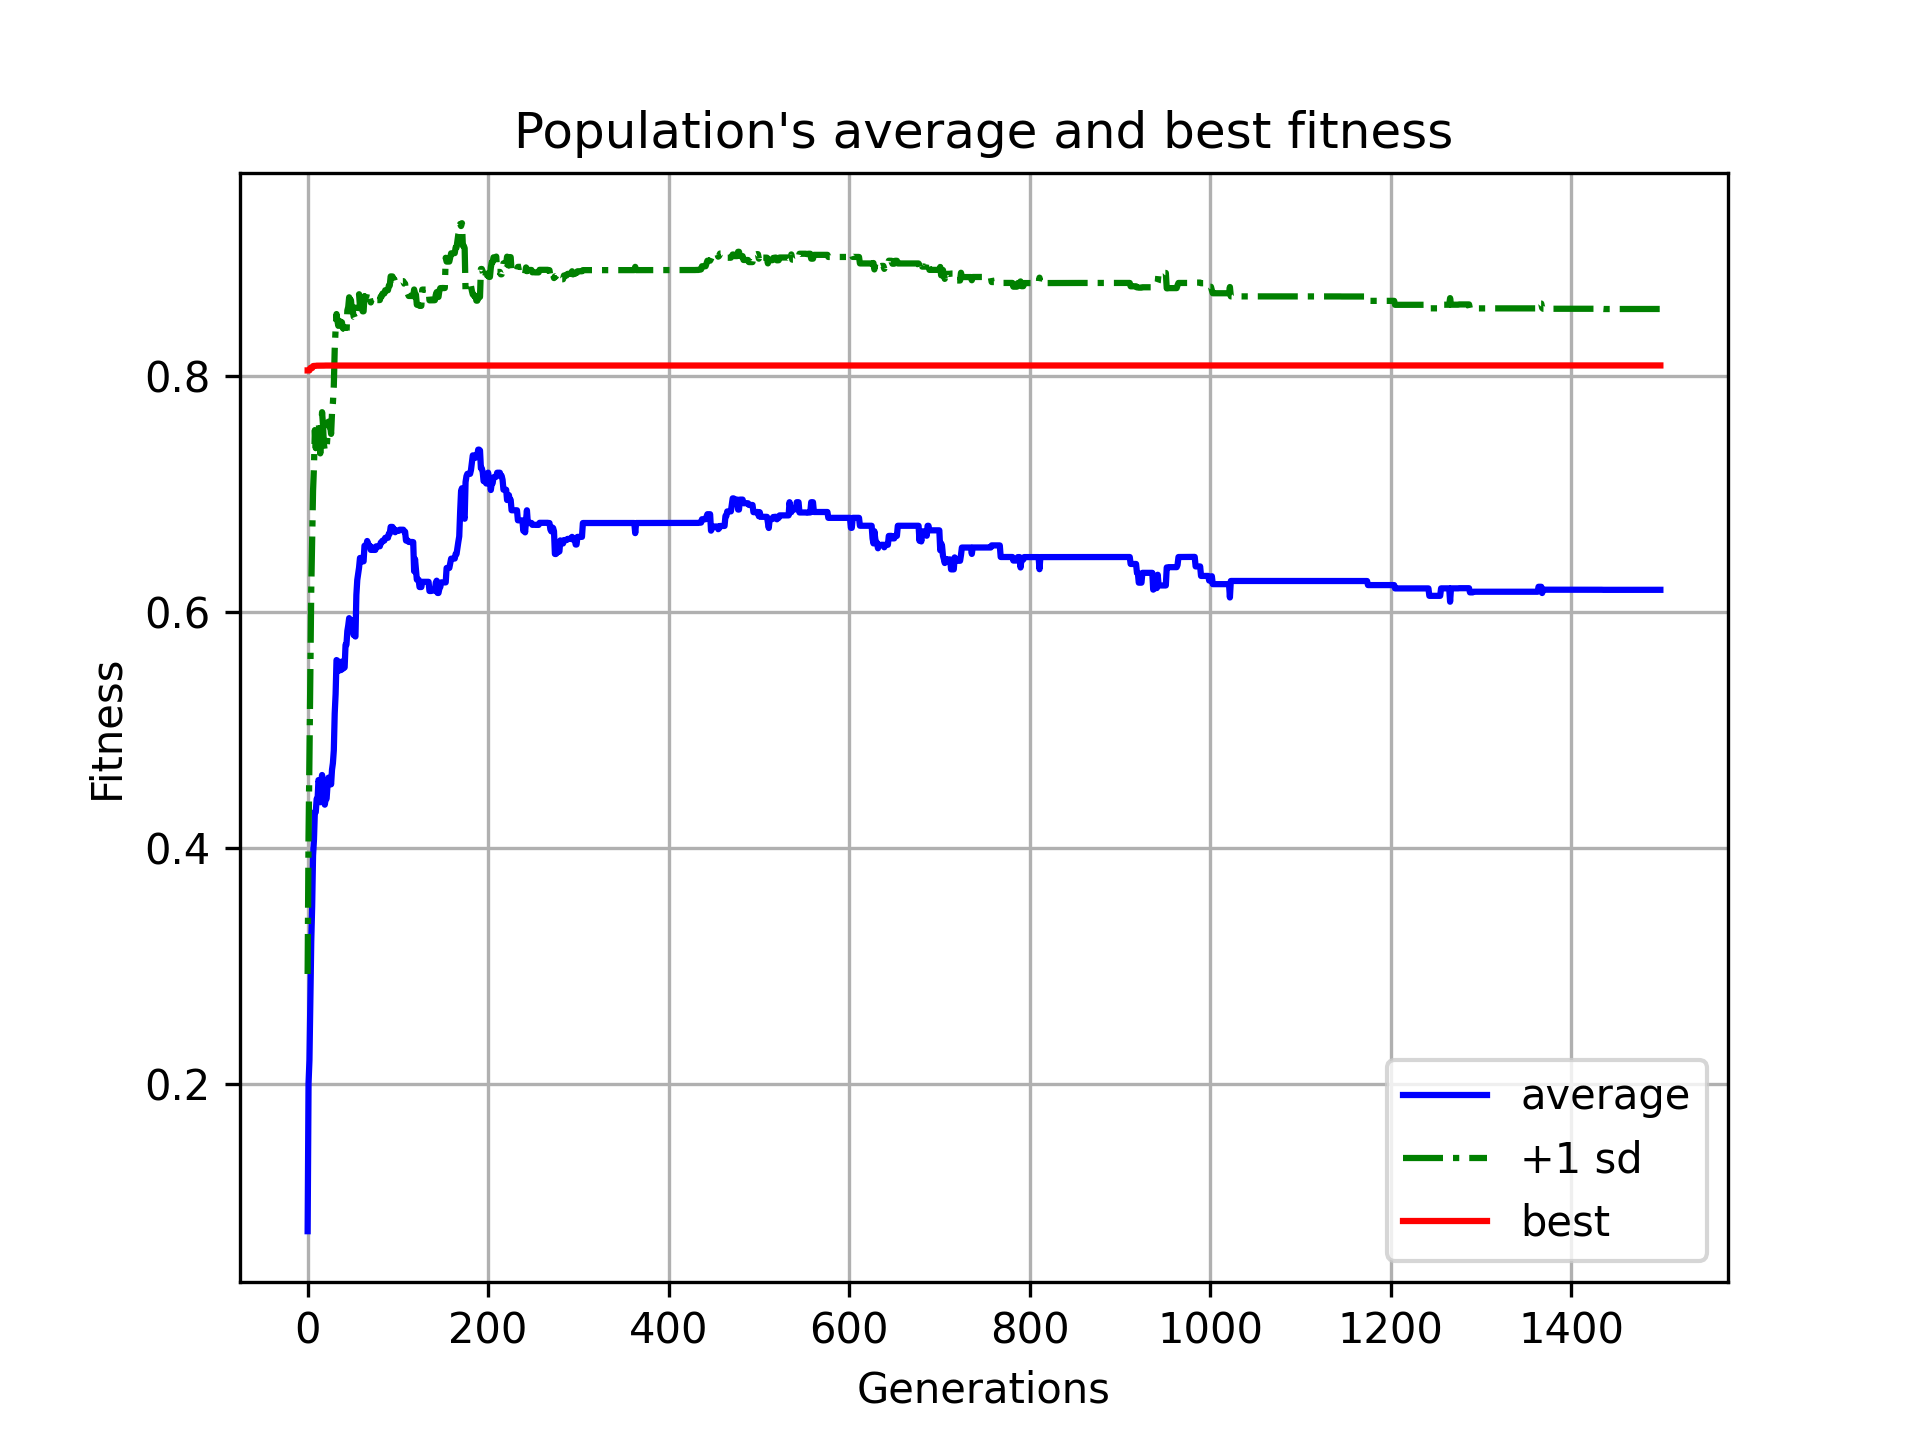 Population's average and best fitness
Fitness
0.8
0.6
0.4
0.2
0 200 400 600 800 1000 1200 1400
Generations
average
+1 sd
best